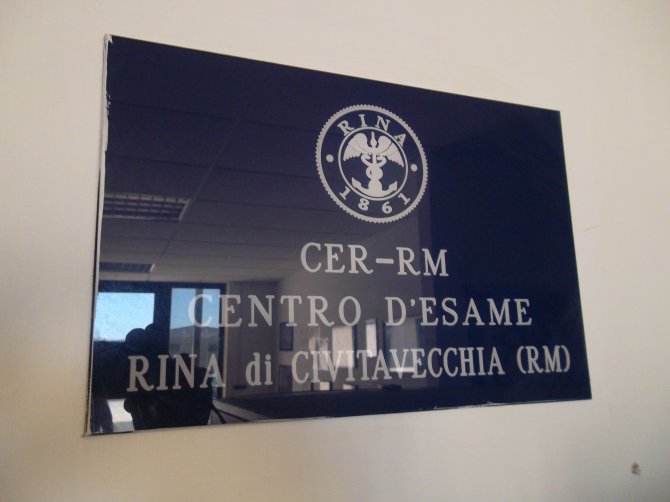 RINA
1861
CER-RM
CENTRO D'ESAME
RINA di CIVITAVECCHIA (RM)